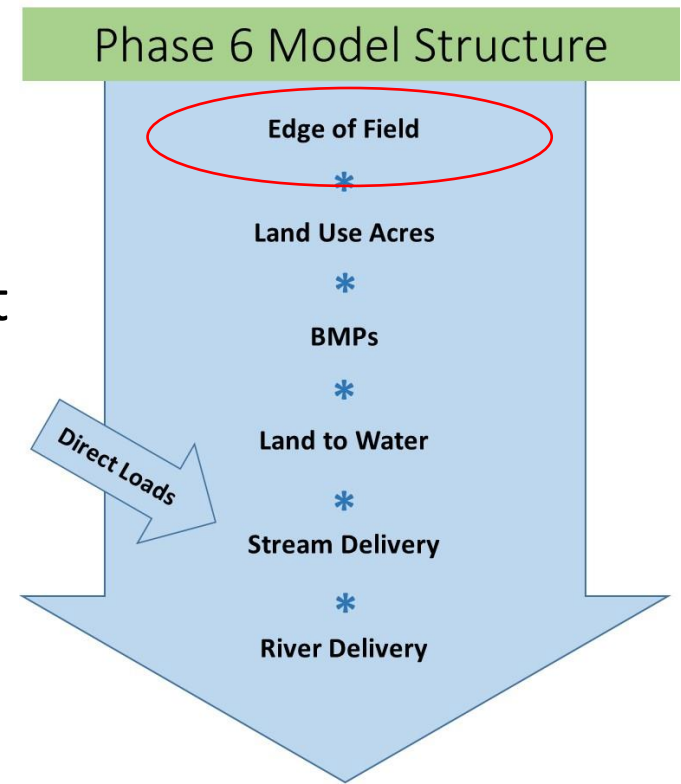 Phase 6 Model Structure
Edge of Field
*
Land Use Acres
*
BMPs
*
Land to Water
*
Stream Delivery
*
River Delivery
Direct Loads
t